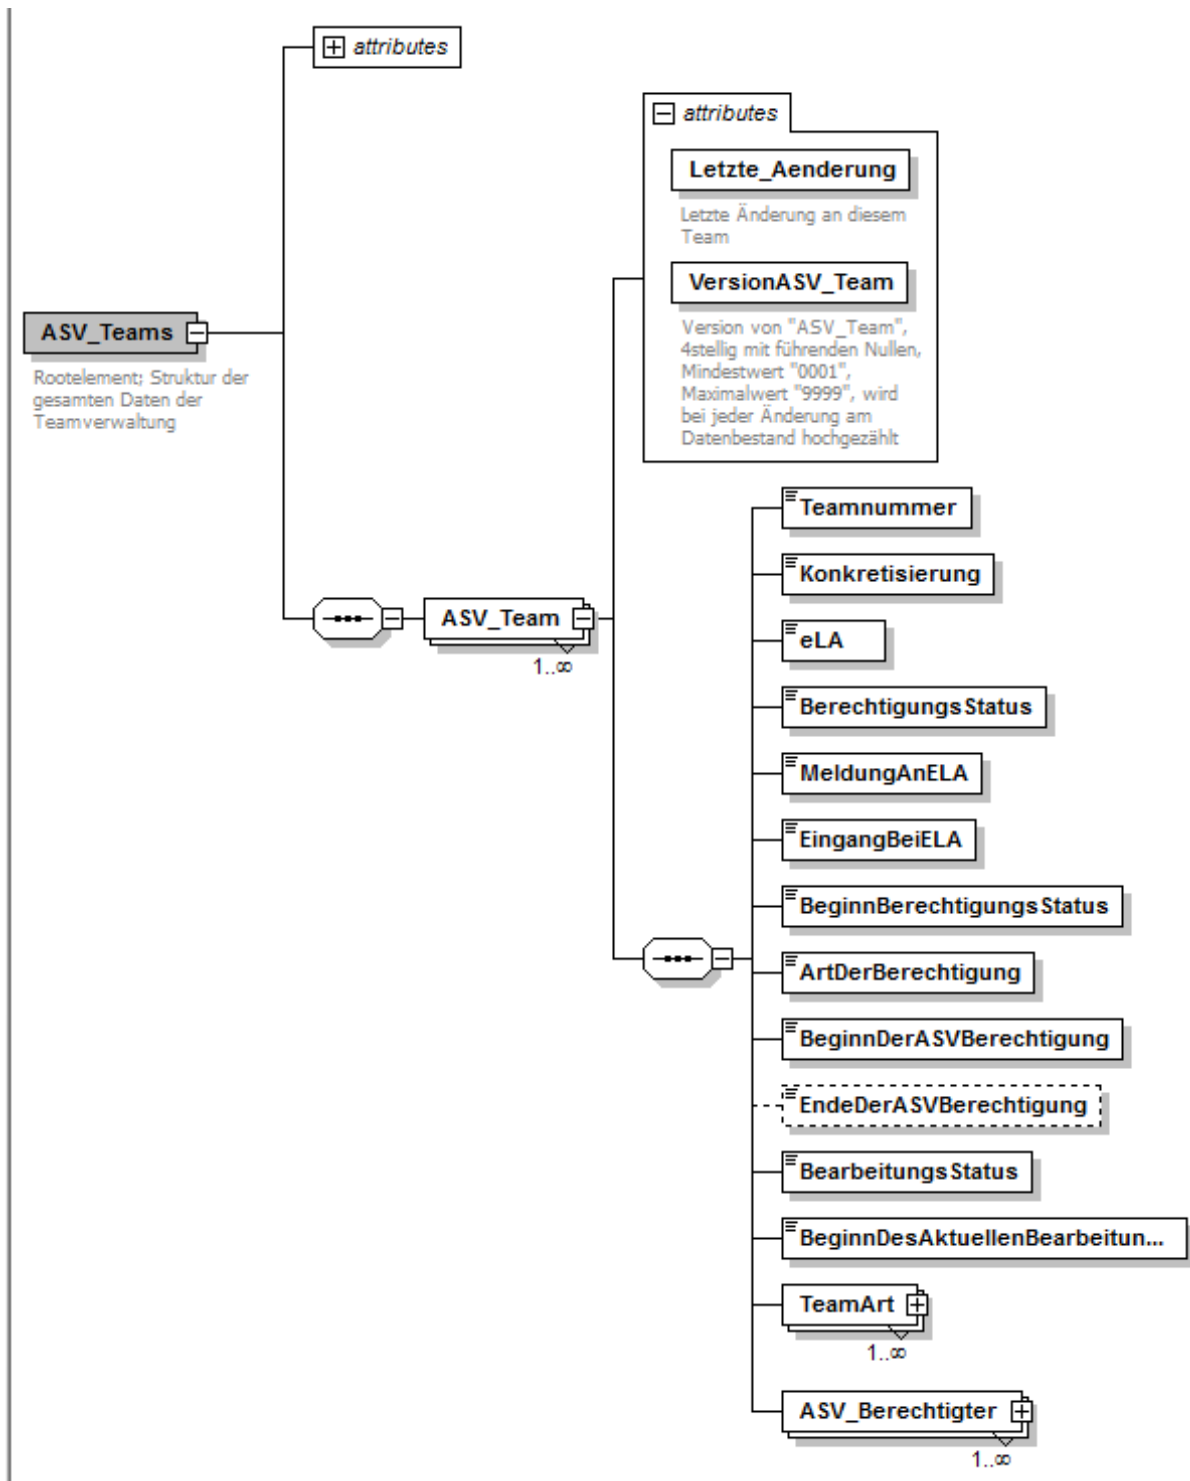 attributes
attributes
Letzte_Aenderung
Letzte Änderung an diesem
Team
VersionASV_Team
Version von "ASV_Team",
4stellig mit führenden Nullen,
Mindestwert "0001",
Maximalwert "9999", wird
bei jeder Änderung am
Datenbestand hochgezählt
ASV_Teams
Rootelement; Struktur der
gesamten Daten der
Teamverwaltung
ASV_Team
1..∞
Teamnummer
Konkretisierung
eLA
BerechtigungsStatus
MeldungAnELA
EingangBeiELA
BeginnBerechtigungsStatus
ArtDerBerechtigung
BeginnDerASVBerechtigung
EndeDerASVBerechtigung
BearbeitungsStatus
BeginnDesAktuellenBearbeitun...
TeamArt
1..∞
ASV_Berechtigter
1..∞